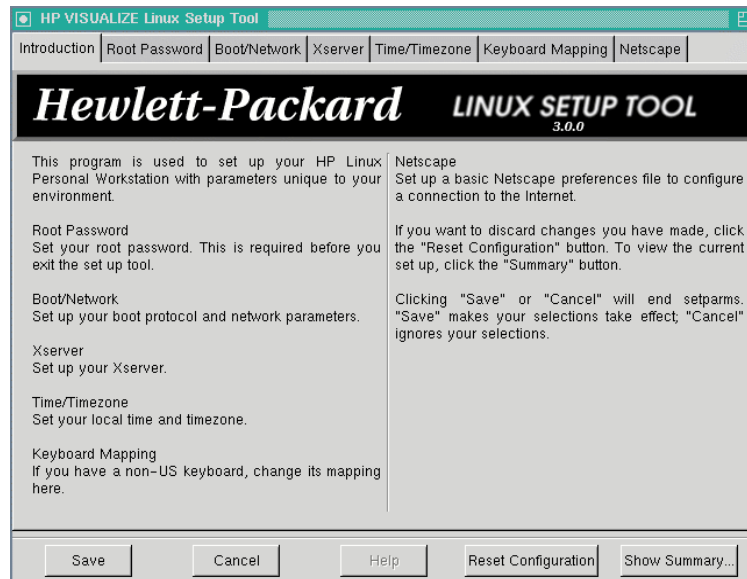 HP VISUALIZE Linux Setup Tool
Introduction Root Password Boot/Network Xserver Time/Timezone Keyboard Mapping Netscape
Hewlett-Packard LINUX SETUP TOOL
3.0.0
This program is used to set up your HP Linux
Personal Workstation with parameters unique to your
environment.
Root Password
Set your root password. This is required before you
exit the set up tool.
Boot/Network
Set up your boot protocol and network parameters.
Xserver
Set up your Xserver.
Time/Timezone
Set your local time and timezone.
Keyboard Mapping
If you have a non-US keyboard, change its mapping
here.
Netscape
Set up a basic Netscape preferences file to configure
a connection to the Internet.
If you want to discard changes you have made, click
the "Reset Configuration" button. To view the current
set up, click the "Summary" button.
Clicking "Save" or "Cancel" will end setparms.
"Save" makes your selections take effect; "Cancel"
ignores your selections.
Save Cancel Help Reset Configuration Show Summary...